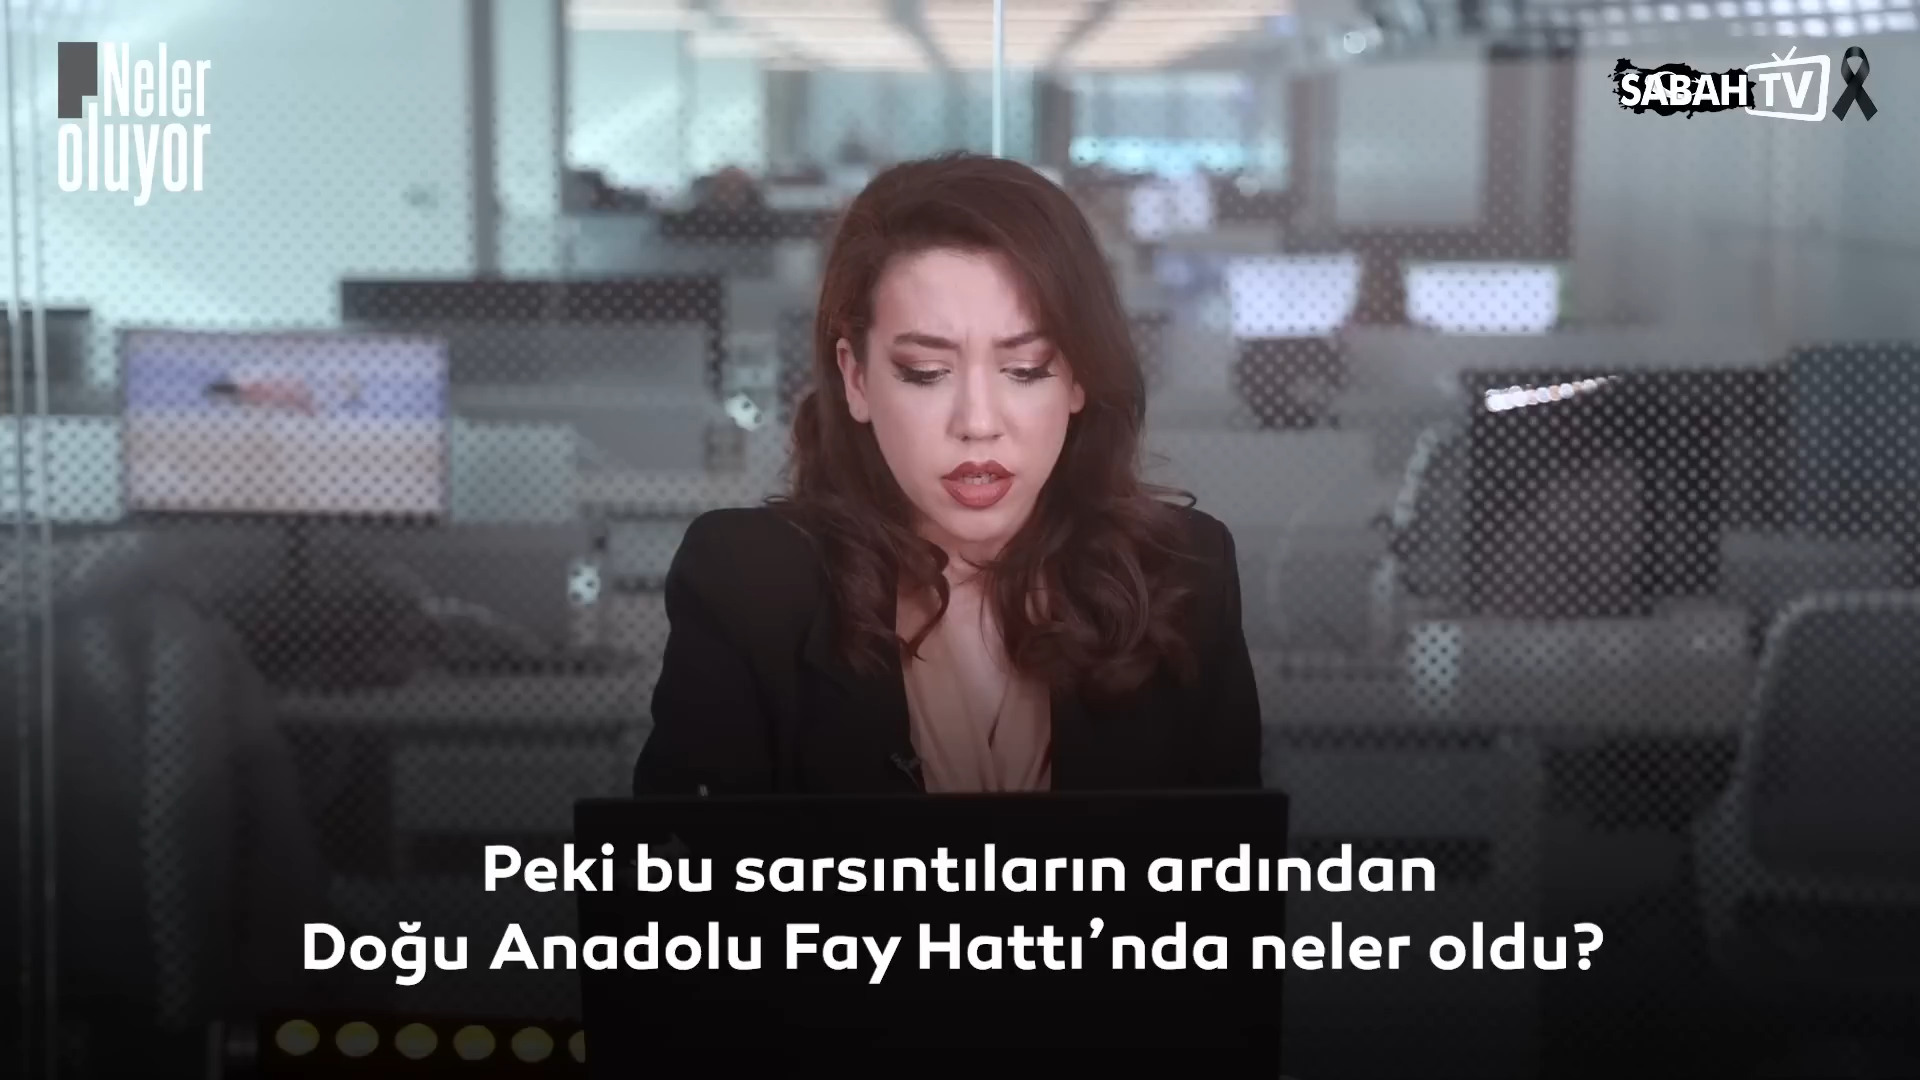 Neler
oluyor
SABAH TV
Peki bu sarsıntıların ardından
Doğu Anadolu Fay Hattı’nda neler oldu?